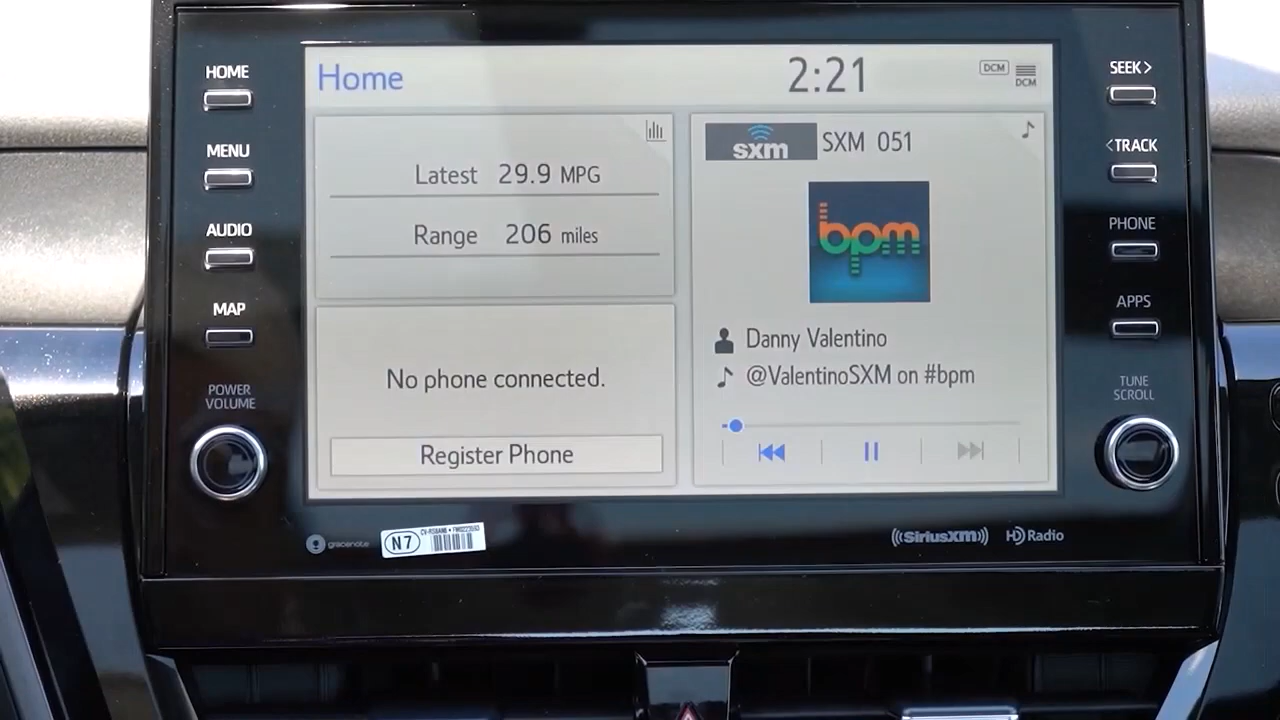 HOME
MENU
AUDIO
MAP
POWER
VOLUME
Home
2:21
DCM
DCM
Latest 29.9 MPG
Range 206 miles
No phone connected.
Register Phone
sxm SXM 051
bpm
Danny Valentino
@ValentinoSXM on #bpm
SEEK>
<TRACK
PHONE
APPS
TUNE
SCROLL
gracenote
N7
((SiriusXM))
HD Radio